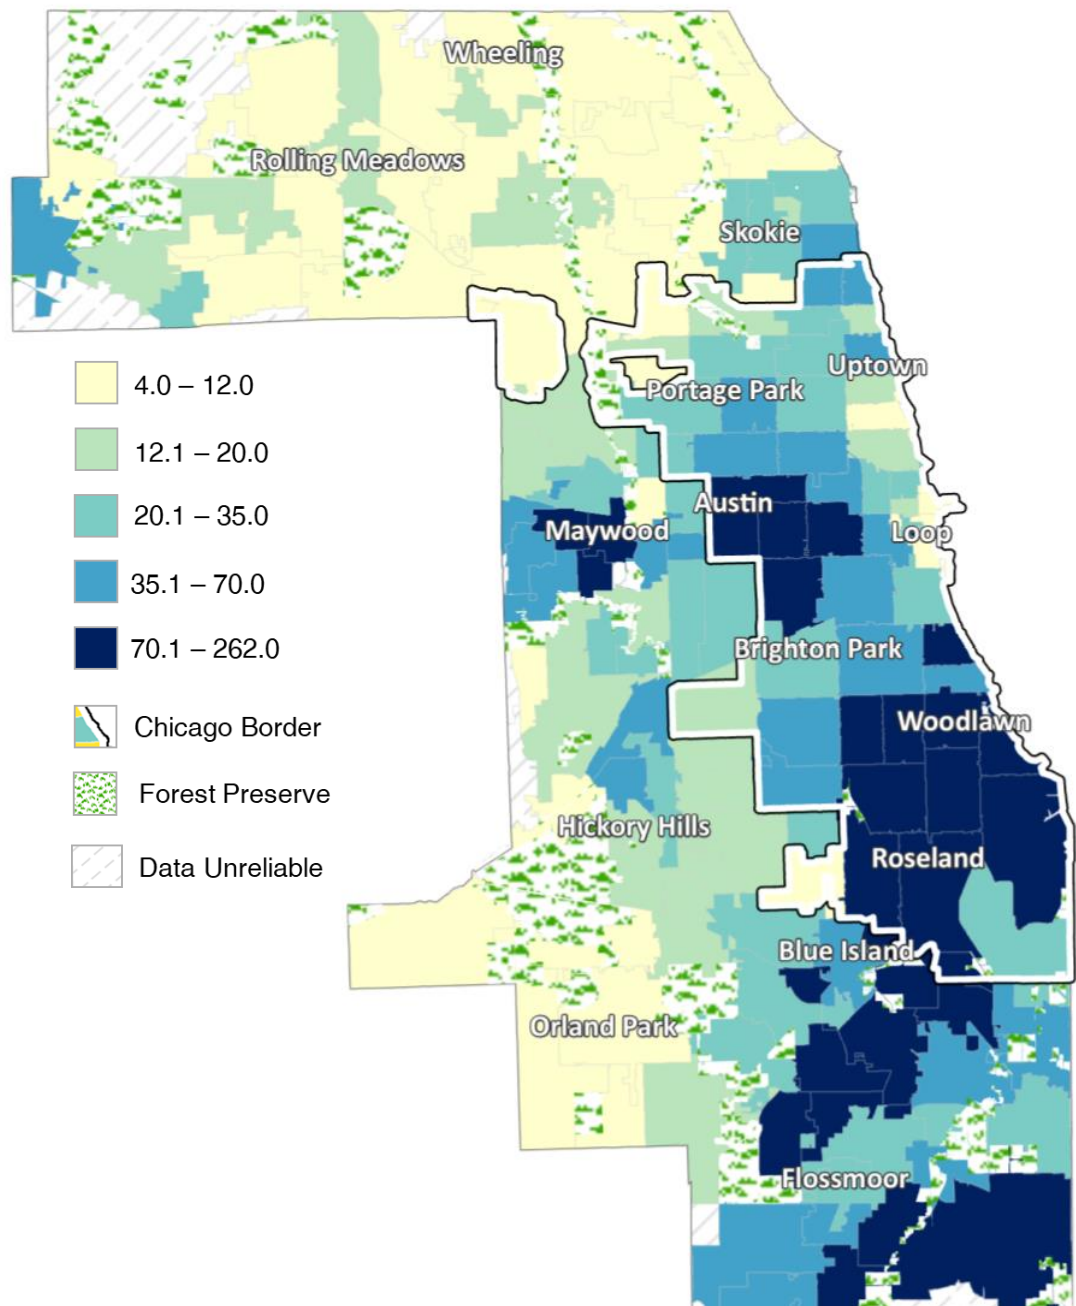 Wheeling
Rolling Meadows
Skokie
4.0 – 12.0
Uptown
Portage Park
12.1 – 20.0
20.1 – 35.0
Austin
Maywood
Loop
35.1 – 70.0
70.1 – 262.0
Brighton Park
Chicago Border
Woodlawn
Forest Preserve
Hickory Hills
Data Unreliable
Roseland
Blue Island
Orland Park
Flossmoor